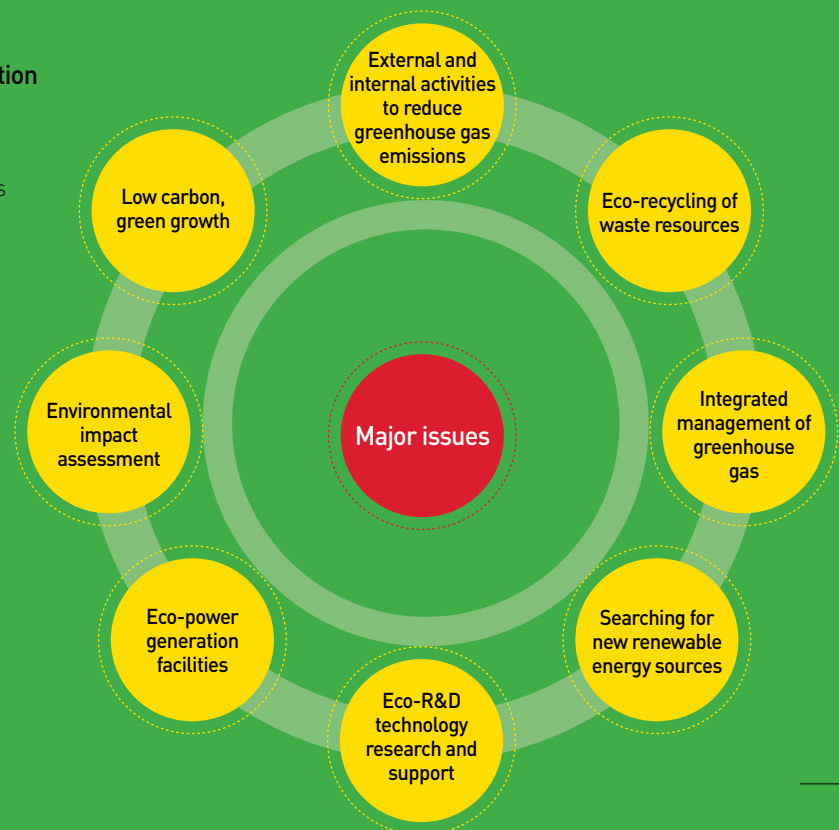 External and
internal activities
to reduce
greenhouse gas
emissions
Eco-recycling of
waste resources
Integrated
management of
greenhouse
gas
Searching for
new renewable
energy sources
Eco-R&D
technology
research and
support
Eco-power
generation
facilities
Environmental
impact
assessment
Low carbon,
green growth
Major issues